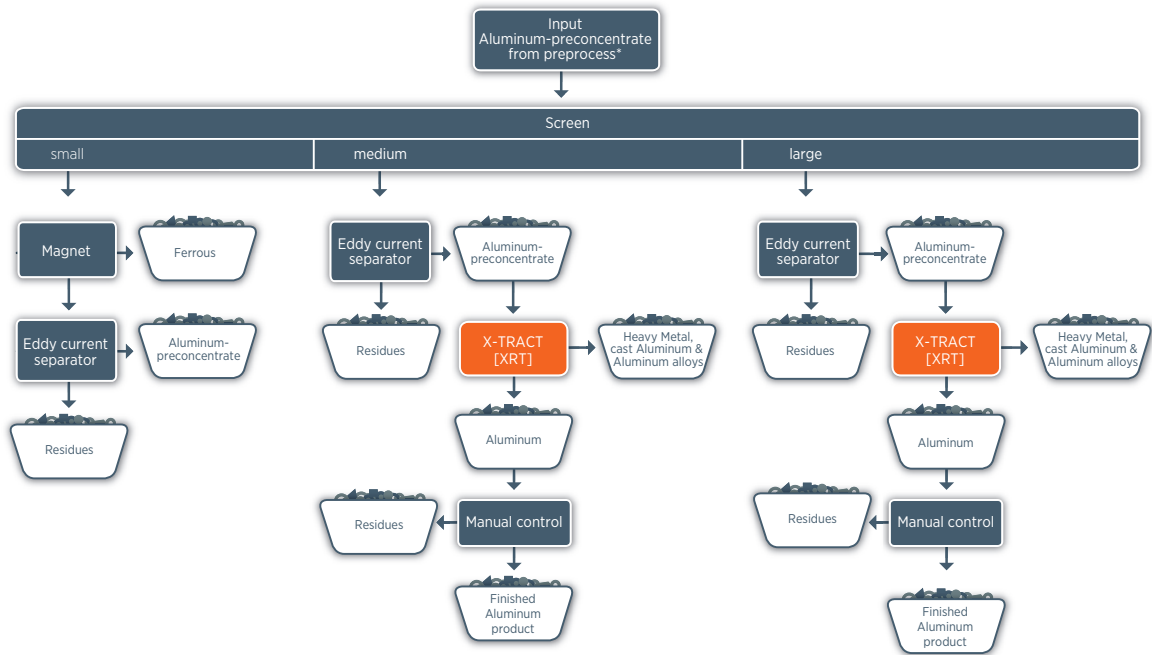 Input
Aluminum-preconcentrate
from preprocess*
Screen
small
medium
large
Magnet
Ferrous
Eddy current
separator
Aluminum-
preconcentrate
Residues
Eddy current
separator
Aluminum-
preconcentrate
Residues
X-TRACT
[XRT]
Heavy Metal,
cast Aluminum &
Aluminum alloys
Aluminum
Residues
Manual control
Finished
Aluminum
product
Eddy current
separator
Aluminum-
preconcentrate
Residues
X-TRACT
[XRT]
Heavy Metal,
cast Aluminum &
Aluminum alloys
Aluminum
Residues
Manual control
Finished
Aluminum
product